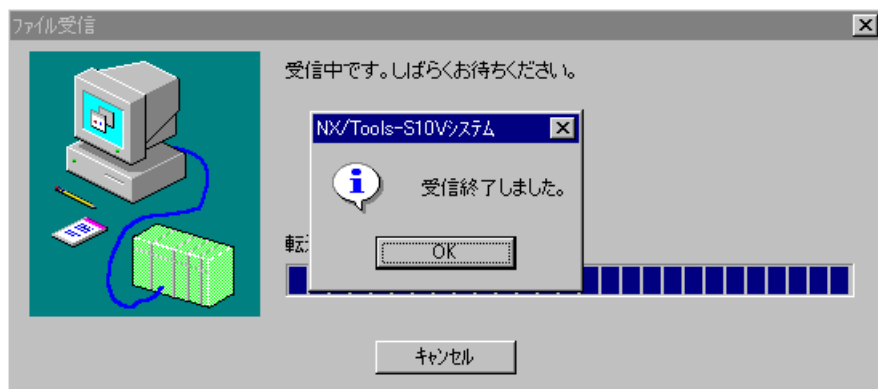 ファイル受信
受信中です。しばらくお待ちください。
NX/Tools-S10Vシステム
受信終了しました。
OK
キャンセル